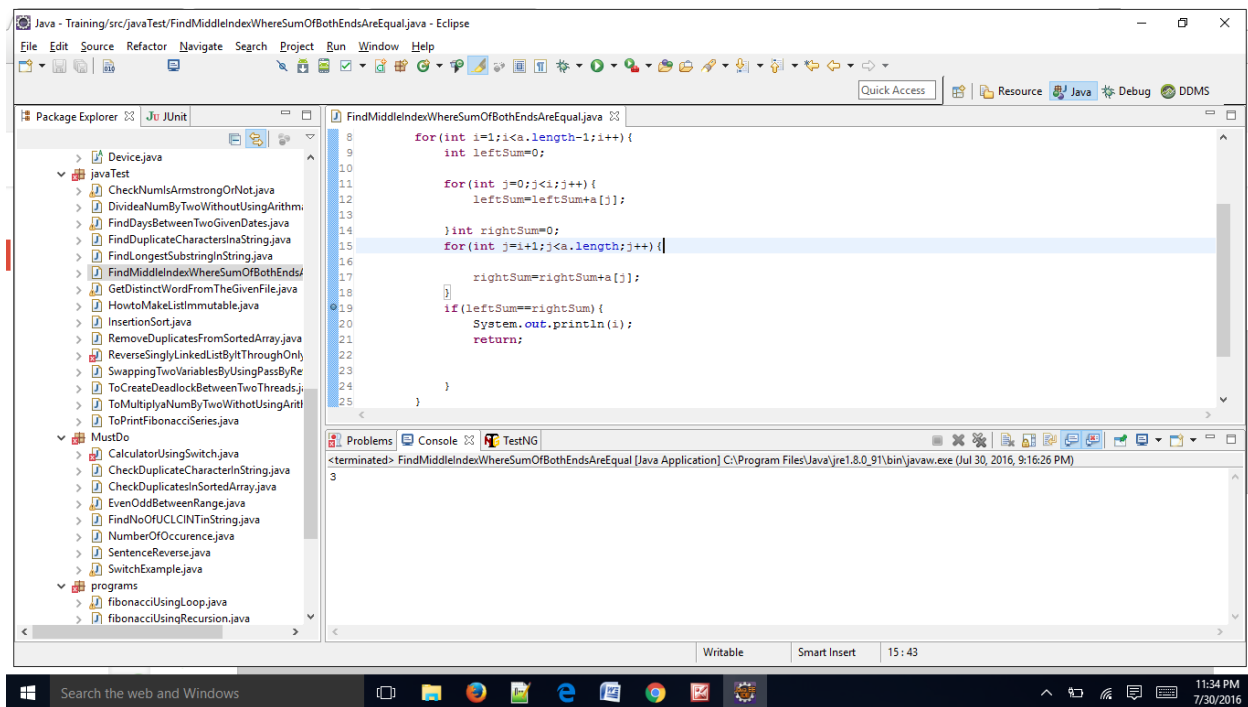 Java - Training/src/javaTest/FindMiddleIndexWhereSumOfBothEndsAreEqual.java - Eclipse
File Edit Source Refactor Navigate Search Project Run Window Help
Quick Access Resource Java Debug DDMS
Package Explorer JUnit
Device.java
javaTest
CheckNumIsArmstrongOrNot.java
DivideaNumByTwoWithoutUsingArithm
FindDaysBetweenTwoGivenDates.java
FindDuplicateCharactersInaString.java
FindLongestSubstringInString.java
FindMiddleIndexWhereSumOfBothEnds
GetDistinctWordFromTheGivenFile.java
HowtoMakeListImmutable.java
InsertionSort.java
RemoveDuplicatesFromSortedArray.java
ReverseSinglyLinkedListByItThroughOnly
SwappingTwoVariablesByUsingPassByRe
ToCreateDeadlockBetweenTwoThreads.j
ToMultiplyaNumByTwoWithotUsingArit
ToPrintFibonacciSeries.java
MustDo
CalculatorUsingSwitch.java
CheckDuplicateCharacterInString.java
CheckDuplicatesInSortedArray.java
EvenOddBetweenRange.java
FindNoOfUCLCINTinString.java
NumberOfOccurence.java
SentenceReverse.java
SwitchExample.java
programs
fibonacciUsingLoop.java
fibonacciUsingRecursion.java
FindMiddleIndexWhereSumOfBothEndsAreEqual.java
8 for(int i=1;i<a.length-1;i++){
9 int leftSum=0;
10
11 for(int j=0;j<i;j++){
12 leftSum=leftSum+a[j];
13
14 }int rightSum=0;
15 for(int j=i+1;j<a.length;j++){
16
17 rightSum=rightSum+a[j];
18 }
19 if(leftSum==rightSum){
20 System.out.println(i);
21 return;
22
23
24 }
25 }
Problems Console TestNG
<terminated> FindMiddleIndexWhereSumOfBothEndsAreEqual [Java Application] C:\Program Files\Java\jre1.8.0_91\bin\javaw.exe (Jul 30, 2016, 9:16:26 PM)
3
Writable Smart Insert 15 : 43
Search the web and Windows
11:34 PM
7/30/2016